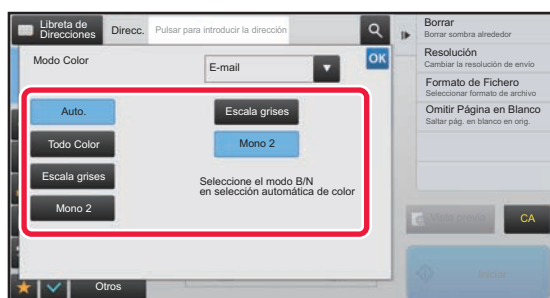 Libreta de
Direcciones
Direcc.
Pulsar para introducir la dirección
Modo Color
E-mail
OK
Auto.
Todo Color
Escala grises
Mono 2
Escala grises
Mono 2
Seleccione el modo B/N
en selección automática de color
Otros
Borrar
Borrar sombra alrededor
Resolución
Cambiar la resolución de envío
Formato de Fichero
Seleccionar formato de archivo
Omitir Página en Blanco
Saltar pág. en blanco en orig.
CA